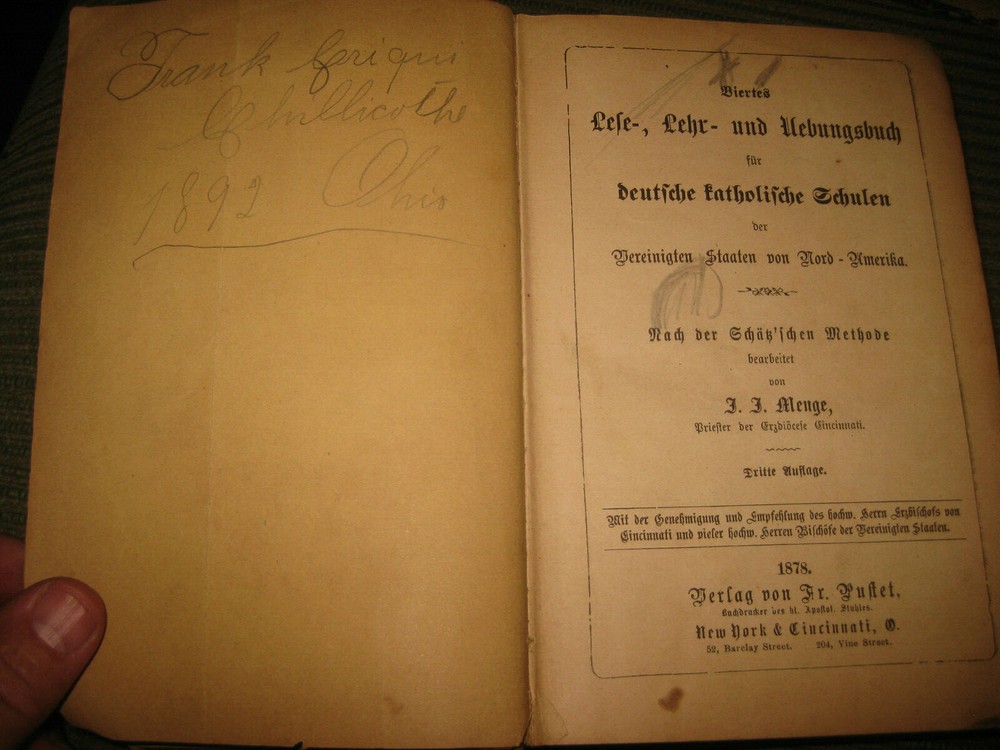 Frank Criqui
Chillicothe
1892 Ohio
Viertes
Lese-, Lehr- und Uebungsbuch
für
deutsche katholische Schulen
der
Vereinigten Staaten von Nord-Amerika.
Nach der Schätz'schen Methode
bearbeitet
von
J. J. Menge,
Priester der Erzdiöcese Cincinnati.
Dritte Auflage.
Mit der Genehmigung und Empfehlung des hochw. Herrn Erzbischofs von
Cincinnati und vieler hochw. Herren Bischöfe der Vereinigten Staaten.
1878.
Verlag von Fr. Pustet,
Buchdrucker des hl. Apostol. Stuhles.
New York & Cincinnati, O.
52, Barclay Street. 204, Vine Street.